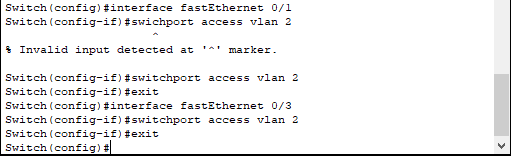 Switch(config)#interface fastEthernet 0/1
Switch(config-if)#swichport access vlan 2
^
% Invalid input detected at '^' marker.
Switch(config-if)#switchport access vlan 2
Switch(config-if)#exit
Switch(config)#interface fastEthernet 0/3
Switch(config-if)#switchport access vlan 2
Switch(config-if)#exit
Switch(config)#